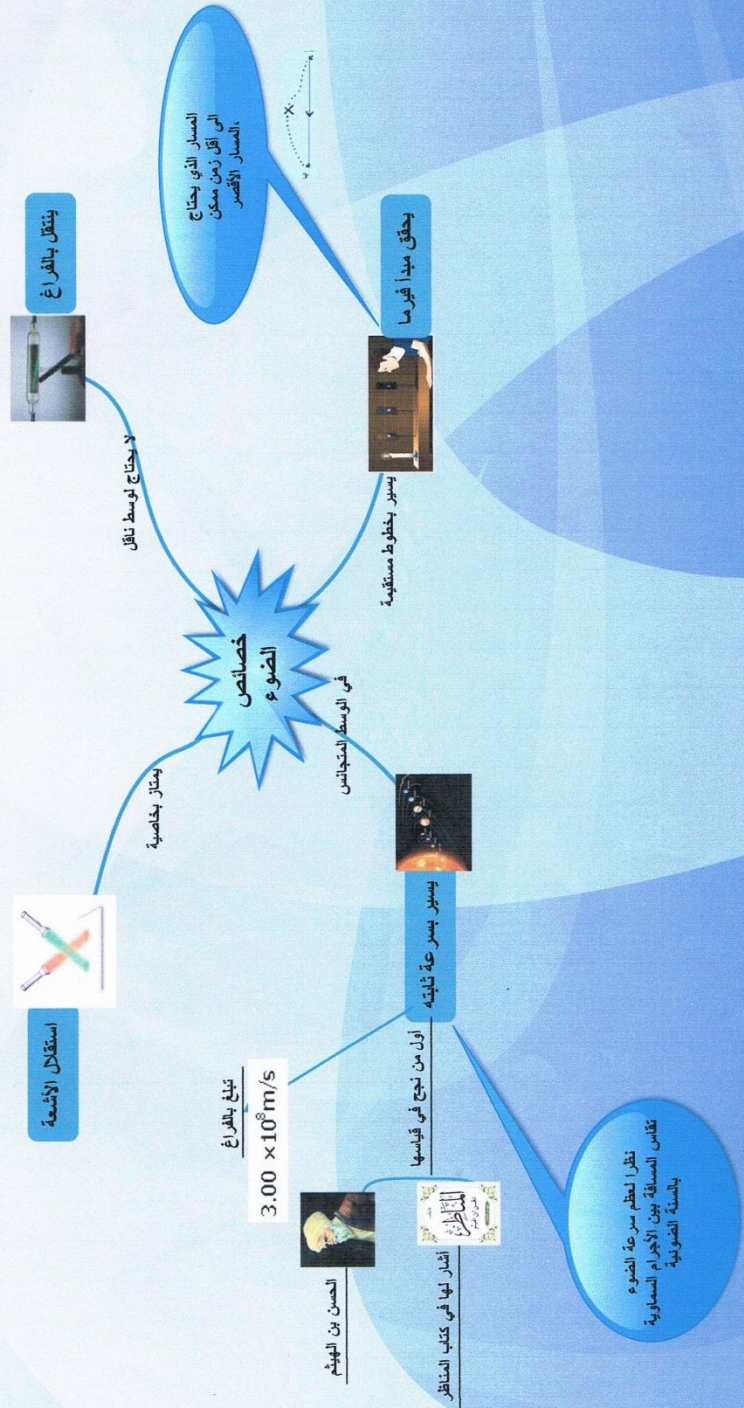 خصائص
الضوء
لا يحتاج لوسط ناقل
ينتقل بالفراغ
يسير بخطوط مستقيمة
يحقق مبدأ فيرما
المسار الذي يحتاج
الى أقل زمن ممكن
،المسار الأقصر
أ
ب
في الوسط المتجانس
يسير بسرعة ثابته
تبلغ بالفراغ
3.00 ×10⁸m/s
أول من نجح في قياسها
الحسن بن الهيثم
أشار لها في كتاب المناظر
المناظر
نظرا لعظم سرعة الضوء
تقاس المسافة بين الأجرام السماوية
بالسنة الضوئية
يمتاز بخاصية
استقلال الأشعة